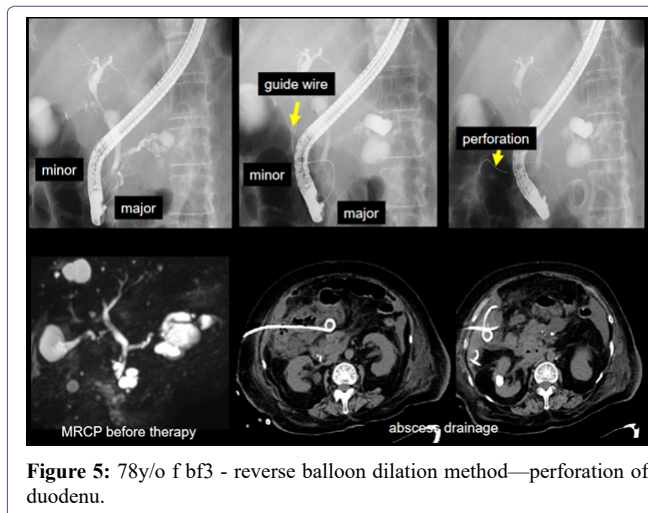 guide wire
perforation
minor
major
minor
major
MRCP before therapy
abscess drainage
Figure 5: 78y/o f bf3 - reverse balloon dilation method—perforation of
duodenu.